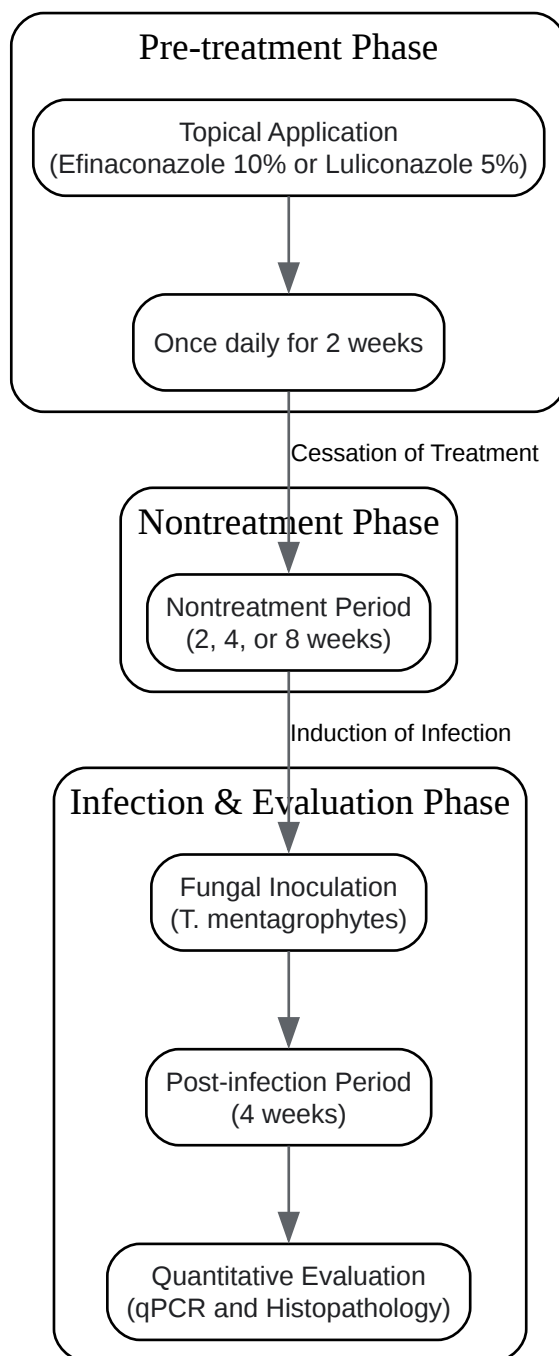 Pre-treatment Phase
Topical Application
(Efinaconazole 10% or Luliconazole 5%)
Once daily for 2 weeks
Cessation of Treatment
Nontreatment Phase
Nontreatment Period
(2, 4, or 8 weeks)
Induction of Infection
Infection & Evaluation Phase
Fungal Inoculation
(T. mentagrophytes)
Post-infection Period
(4 weeks)
Quantitative Evaluation
(qPCR and Histopathology)